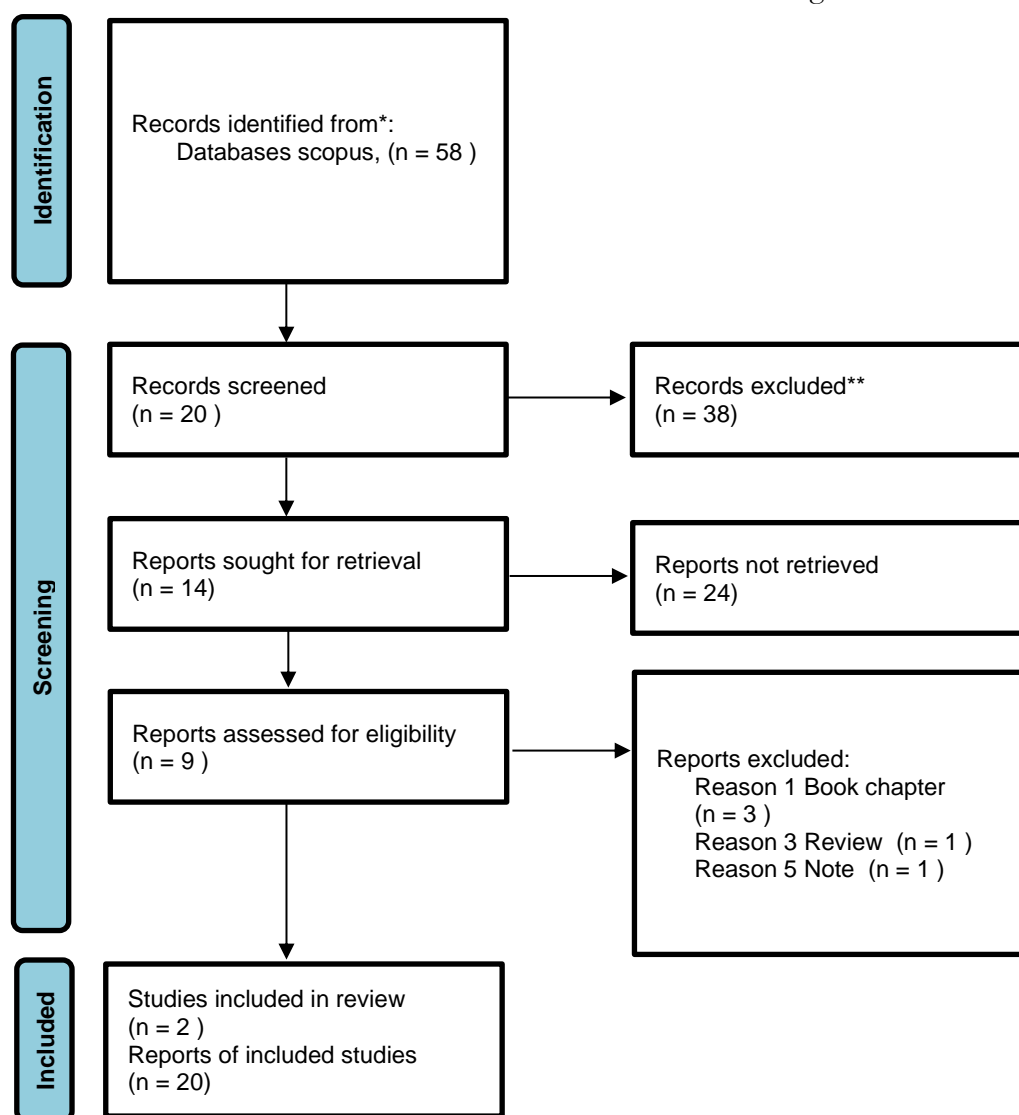 Identification
Records identified from*:
Databases scopus, (n = 58 )
Screening
Records screened
(n = 20 )
Records excluded**
(n = 38)
Reports sought for retrieval
(n = 14)
Reports not retrieved
(n = 24)
Reports assessed for eligibility
(n = 9 )
Reports excluded:
Reason 1 Book chapter
(n = 3 )
Reason 3 Review  (n = 1 )
Reason 5 Note  (n = 1 )
Included
Studies included in review
(n = 2 )
Reports of included studies
(n = 20)